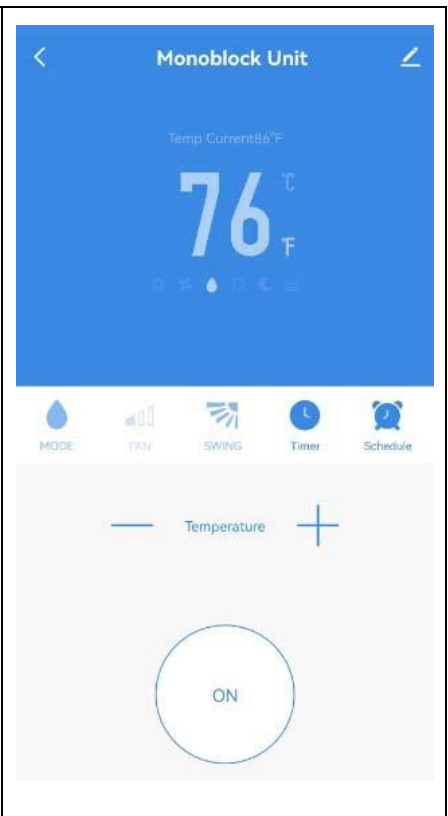 Monoblock Unit
Temp Current86°F
°C
76
°F
MODE FAN SWING Timer Schedule
Temperature
ON